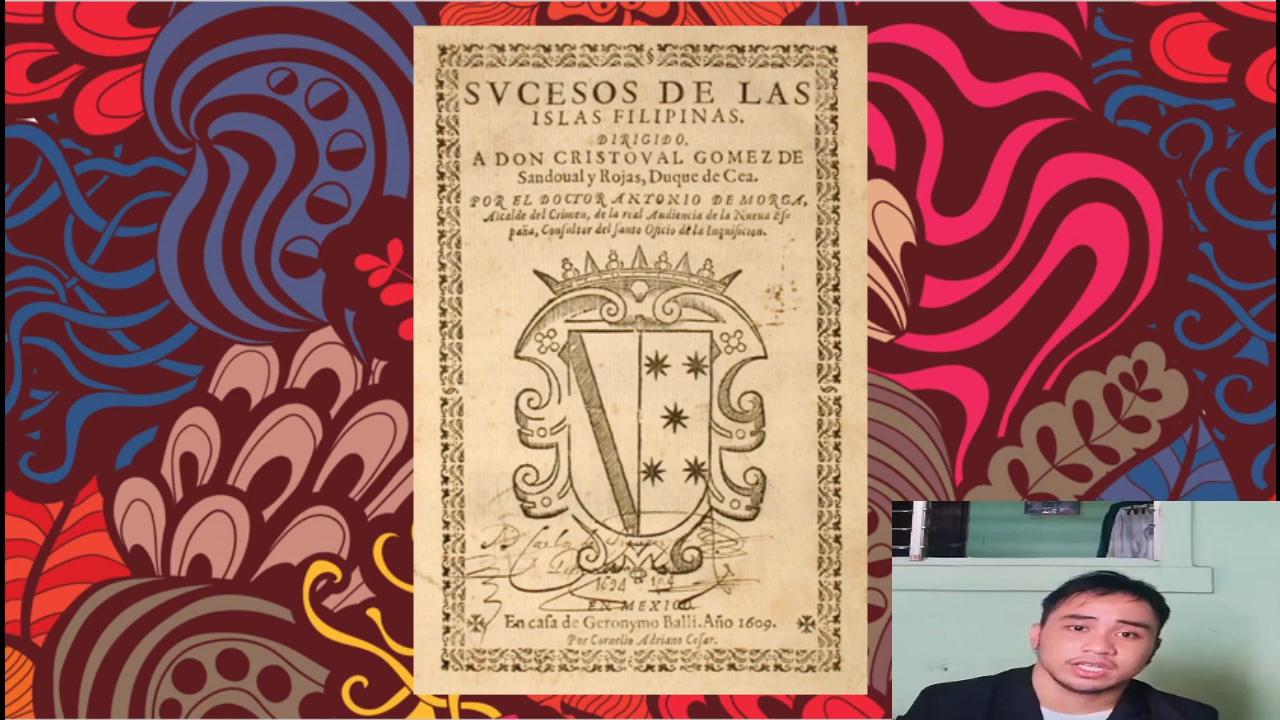 SVCESOS DE LAS
ISLAS FILIPINAS.
DIRIGIDO,
A DON CRISTOVAL GOMEZ DE
Sandoual y Rojas, Duque de Cea.
POR EL DOCTOR ANTONIO DE MORGA,
Alcalde del Crimen, de la real Audiencia de la Nueua Es-
paña, Consultor del santo Oficio de la Inquisicion.
1694
EN MEXICO.
En casa de Geronymo Balli. Año 1609.
Por Cornelio Adriano Cesar.